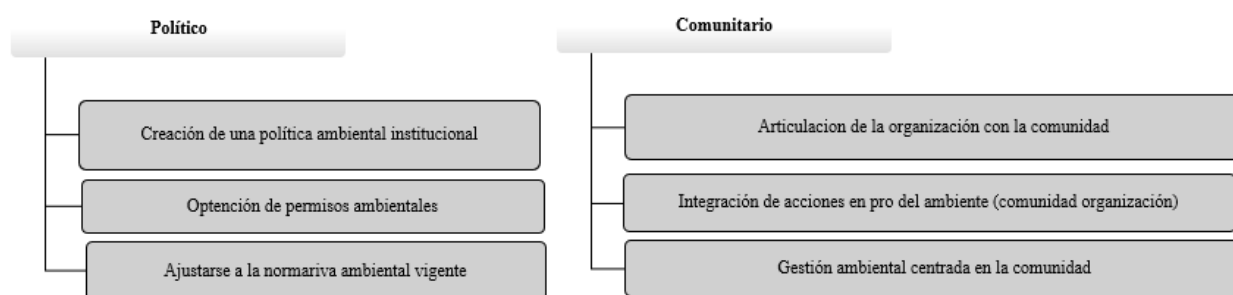 Político
Creación de una política ambiental institucional
Optención de permisos ambientales
Ajustarse a la normariva ambiental vigente
Comunitario
Articulacion de la organización con la comunidad
Integración de acciones en pro del ambiente (comunidad organización)
Gestión ambiental centrada en la comunidad